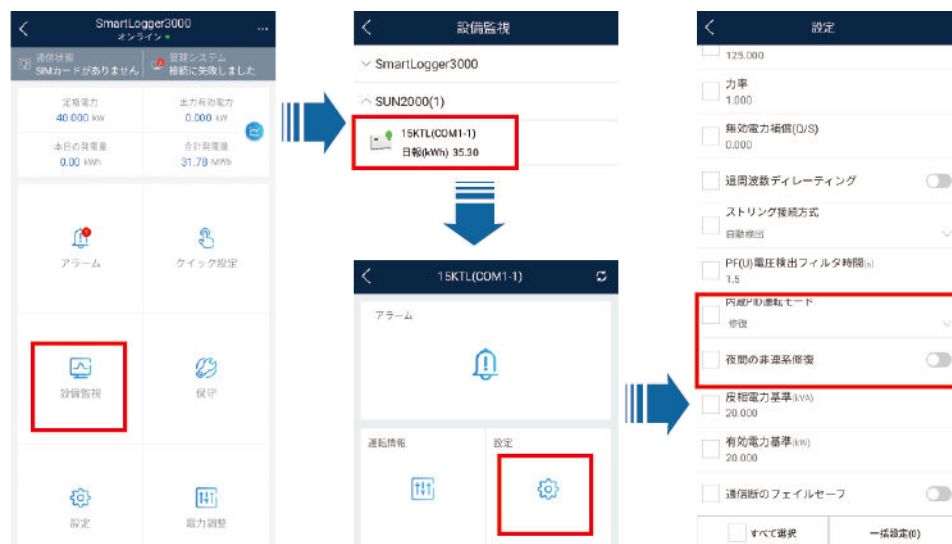 SmartLogger3000
オンライン
...
通信状態
SIMカードがありません
管理システム
接続に失敗しました
定格電力
40.000 kW
出力有効電力
0.000 kW
本日の発電量
0.00 kWh
合計発電量
31.78 MWh
アラーム
クイック設定
設備監視
保守
設定
電力調整
設備監視
SmartLogger3000
SUN2000(1)
15KTL(COM1-1)
日報(kWh) 35.30
15KTL(COM1-1)
アラーム
運転情報
設定
設定
125.000
力率
1.000
無効電力補償(Q/S)
0.000
過周波数ディレーティング
ストリング接続方式
自動検出
PF(U)電圧検出フィルタ時間(s)
1.5
内蔵PID運転モード
修復
夜間の非連系修復
皮相電力基準(kVA)
20.000
有効電力基準(kW)
20.000
通信断のフェイルセーフ
すべて選択
一括設定(0)